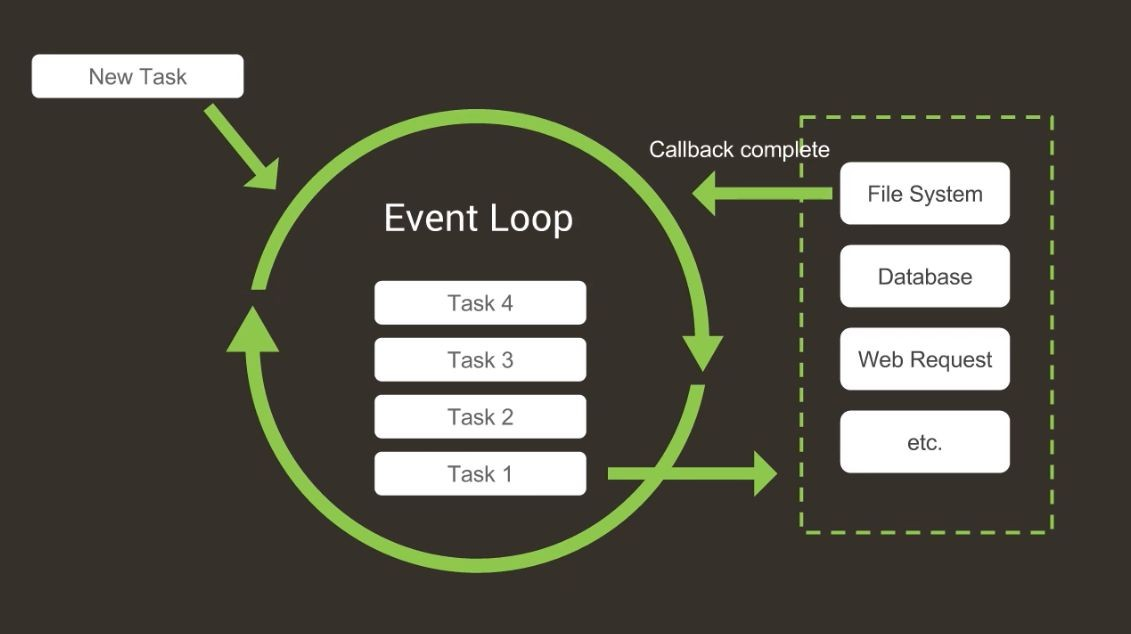 New Task
Callback complete
File System
Event Loop
Database
Task 4
Task 3
Web Request
Task 2
etc.
Task 1